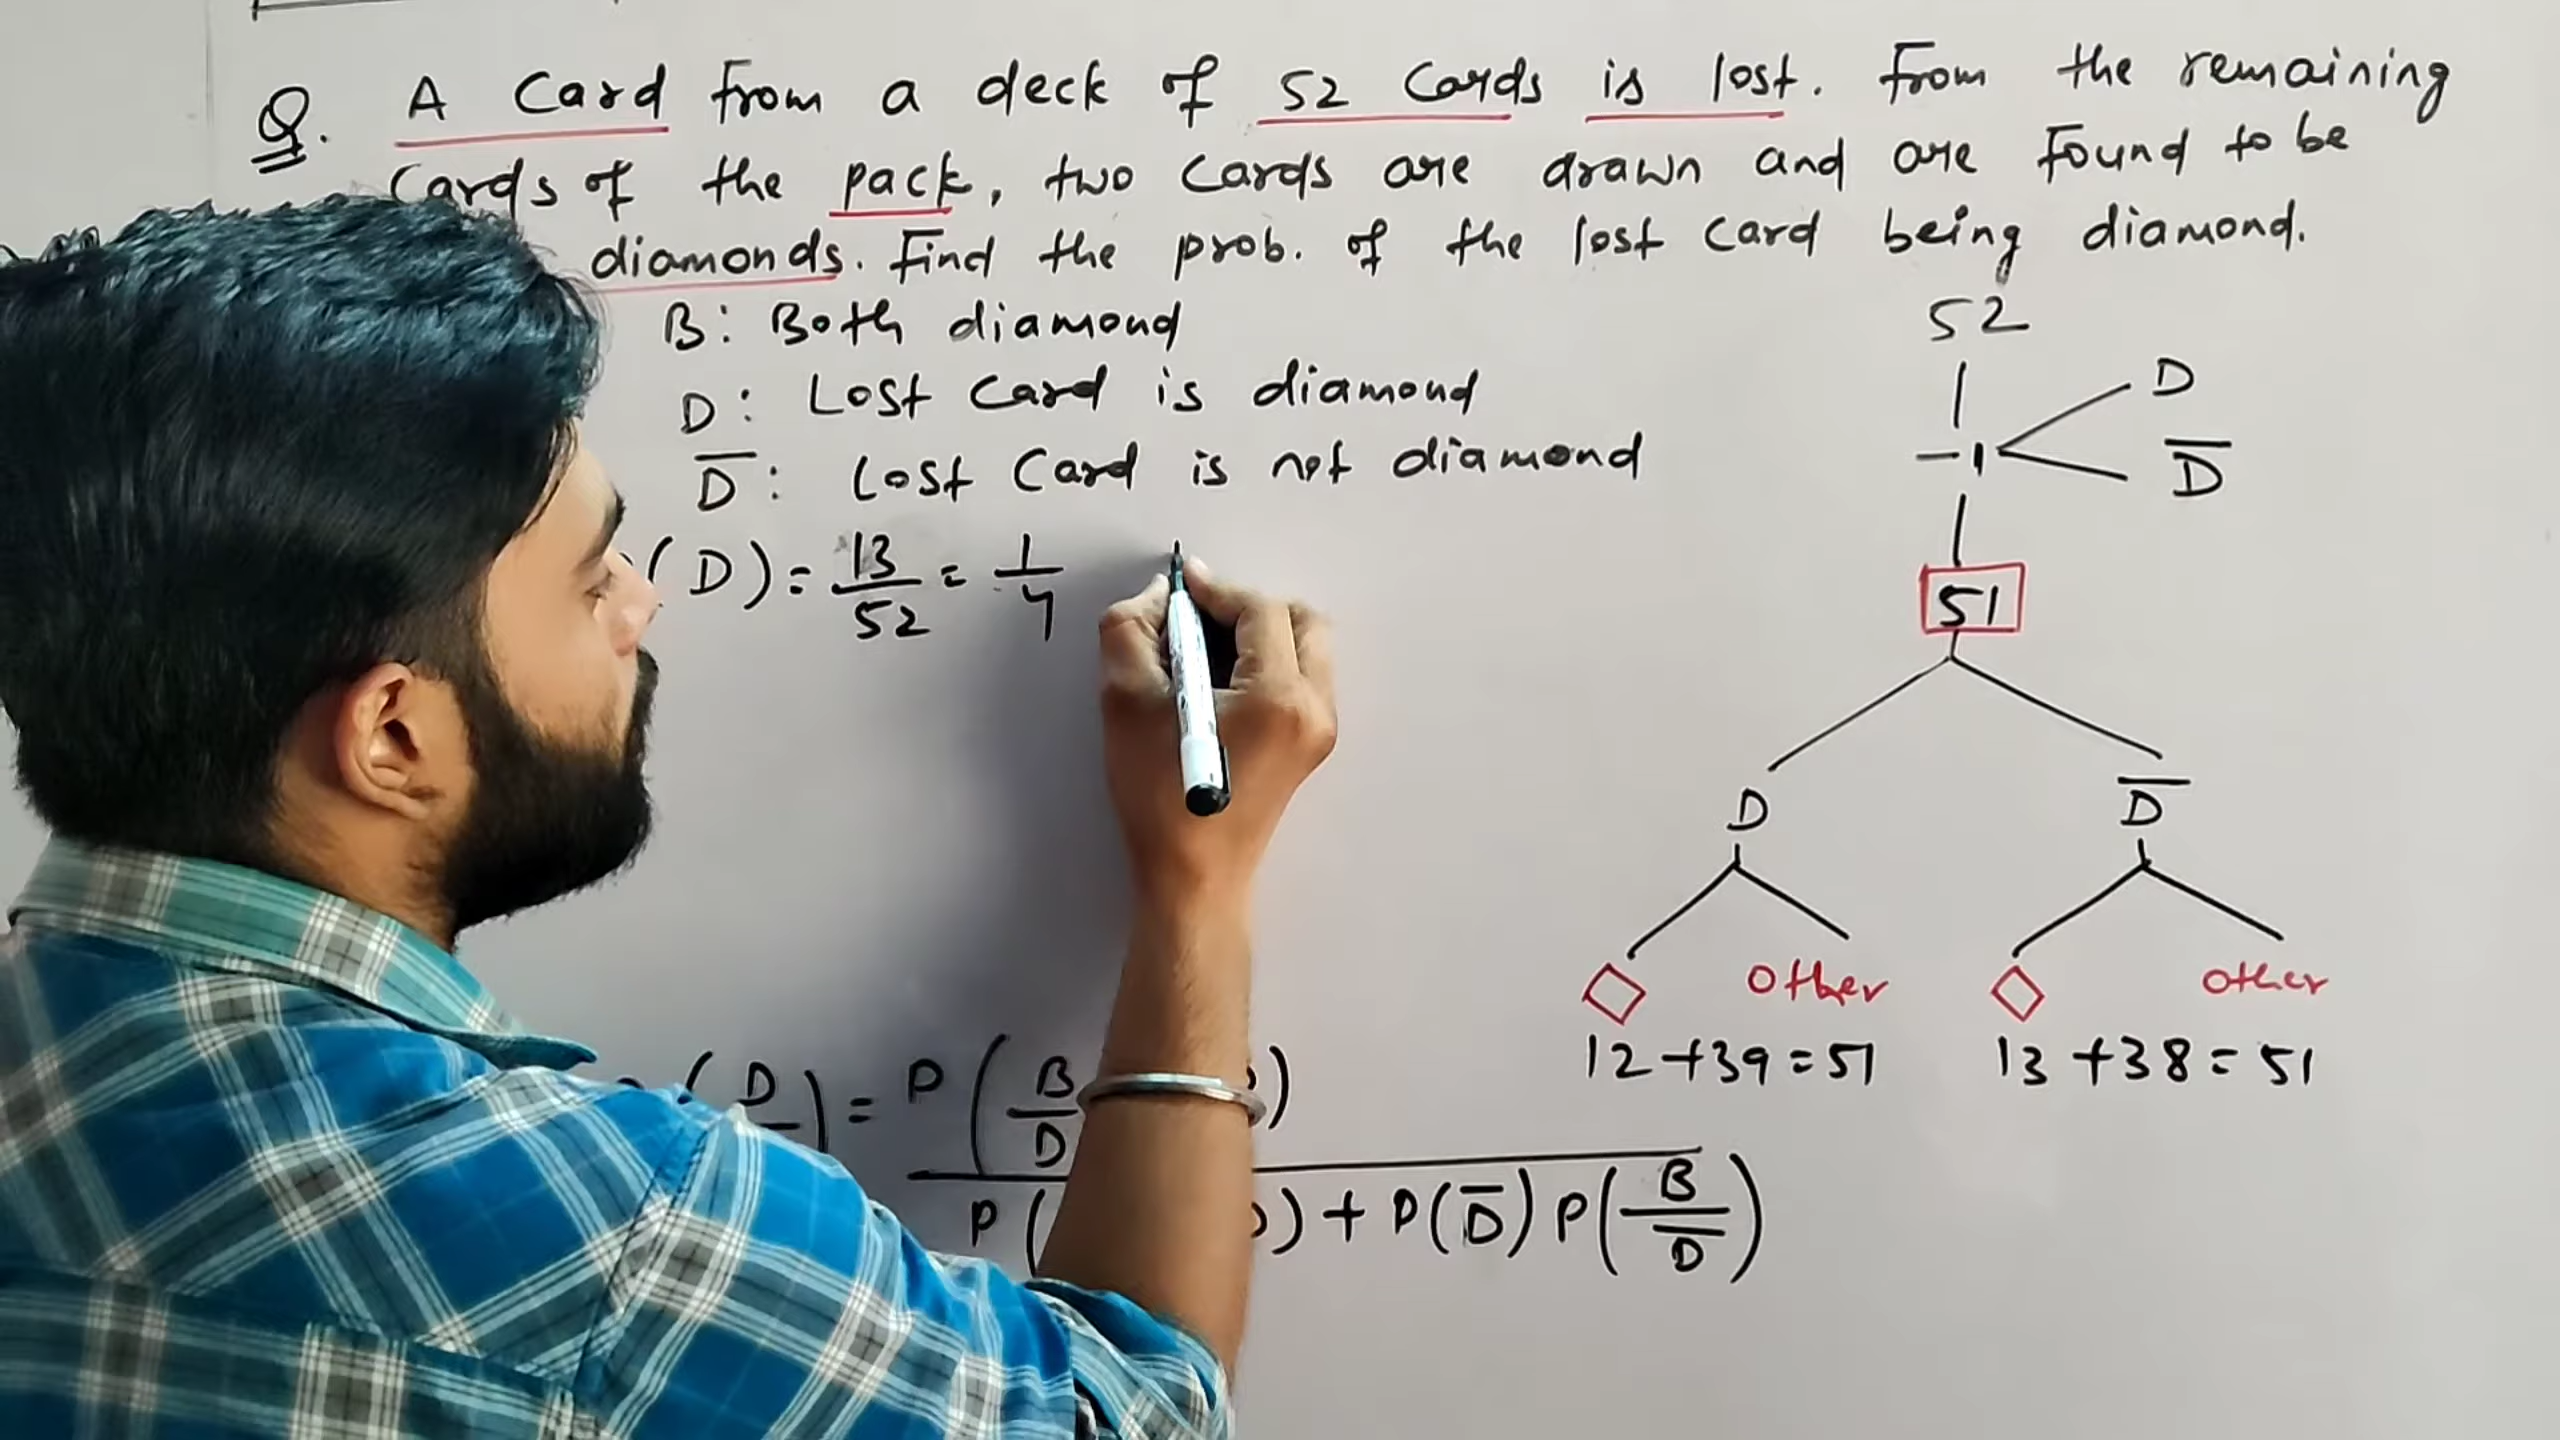 Q. A Card from a deck of 52 Cards is lost. From the remaining
Cards of the pack, two Cards are drawn and are found to be
diamonds. Find the prob. of the lost Card being diamond.
B: Both diamond
D: Lost Card is diamond
D̅: Lost Card is not diamond
(D) = 13/52 = 1/4
52
-1
D
D̅
51
D
D̅
◇ Other
◇ Other
12+39=51
13+38=51
(D ) = P(B/D )
P( ) + P(D̅) P(B/D̅)